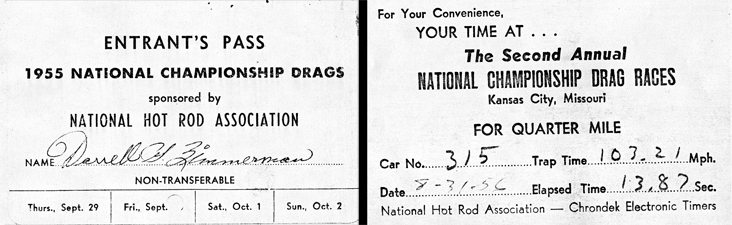 ENTRANT'S PASS
1955 NATIONAL CHAMPIONSHIP DRAGS
sponsored by
NATIONAL HOT ROD ASSOCIATION
NAME Darrell Zimmerman
NON-TRANSFERABLE
Thurs., Sept. 29 Fri., Sept. Sat., Oct. 1 Sun., Oct. 2
For Your Convenience,
YOUR TIME AT . . .
The Second Annual
NATIONAL CHAMPIONSHIP DRAG RACES
Kansas City, Missouri
FOR QUARTER MILE
Car No. 315 Trap Time 103.21 Mph.
Date 8-31-56 Elapsed Time 13.87 Sec.
National Hot Rod Association — Chrondek Electronic Timers